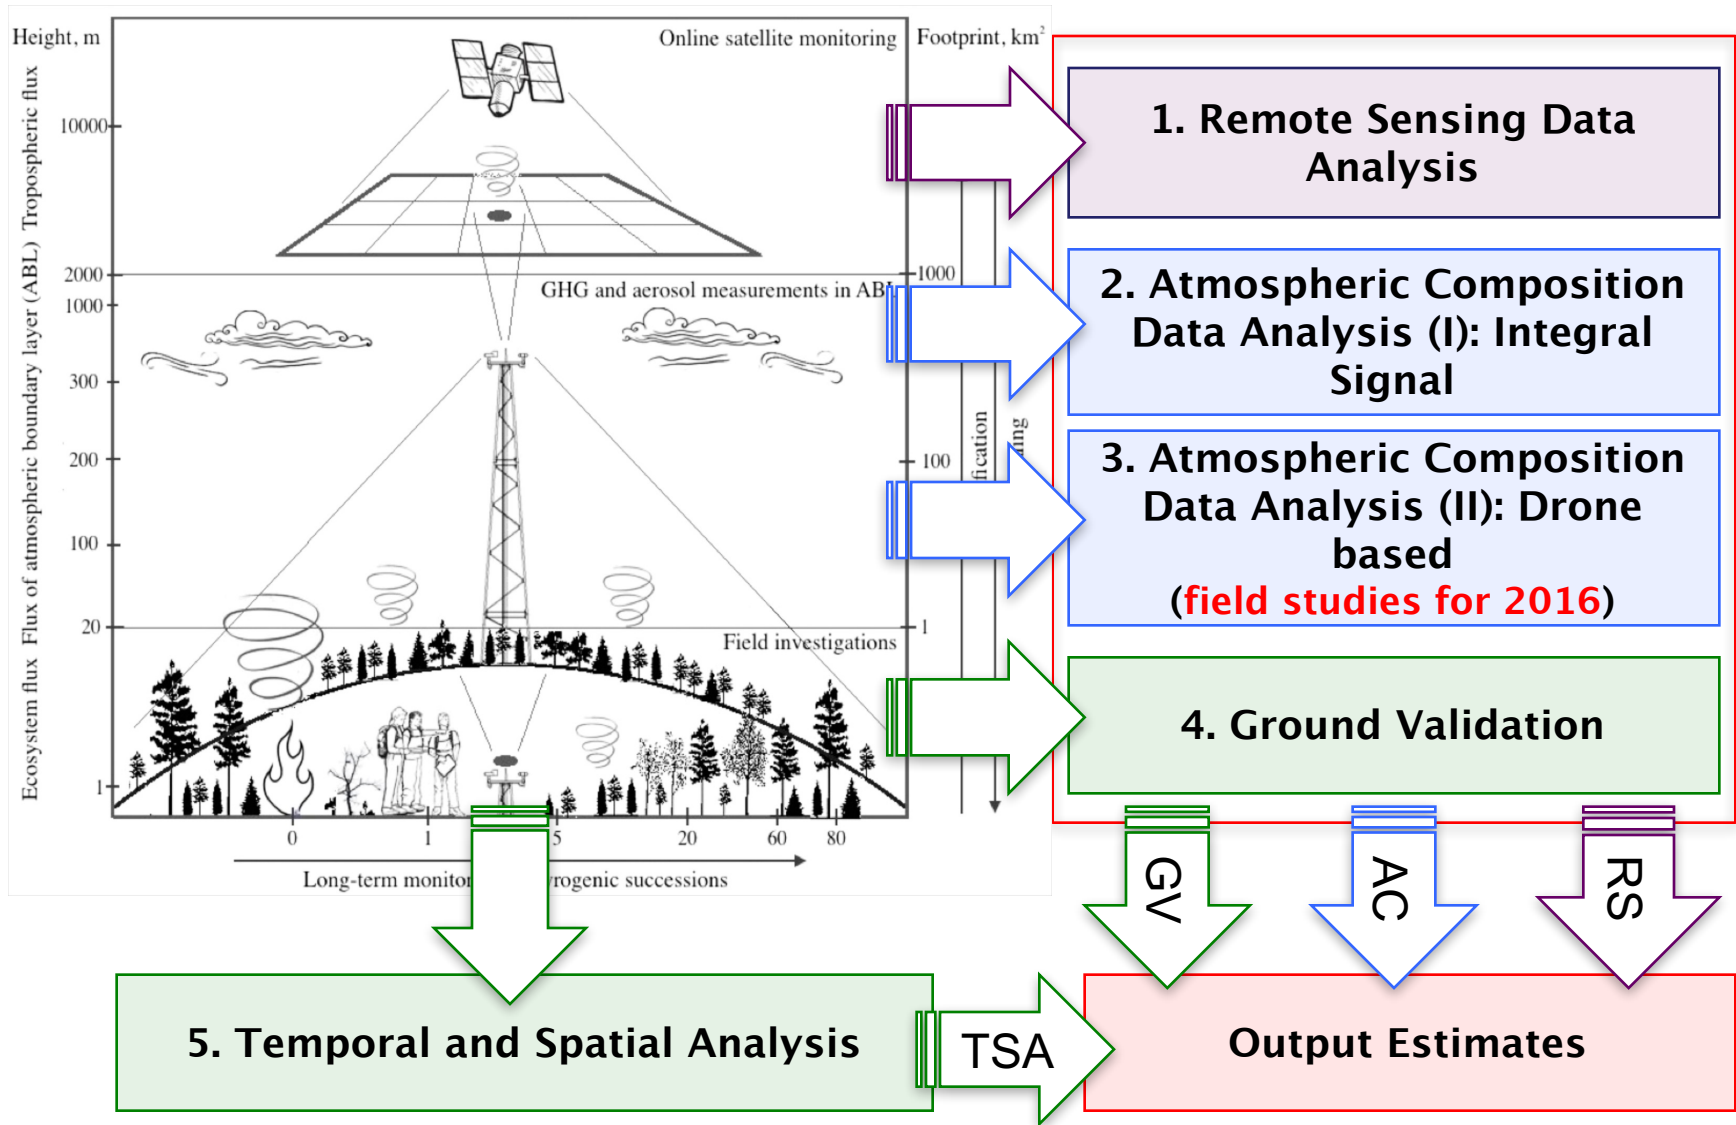 Height, m
Online satellite monitoring
Footprint, km²
Tropospheric flux
Flux of atmospheric boundary layer (ABL)
Ecosystem flux
10000
2000
1000
300
200
100
20
1
1000
100
1
GHG and aerosol measurements in ABL
Field investigations
0 1 5 20 60 80
Long-term monitor
successions
1. Remote Sensing Data
Analysis
2. Atmospheric Composition
Data Analysis (I): Integral
Signal
3. Atmospheric Composition
Data Analysis (II): Drone
based
(field studies for 2016)
4. Ground Validation
GV
AC
RS
5. Temporal and Spatial Analysis
TSA
Output Estimates